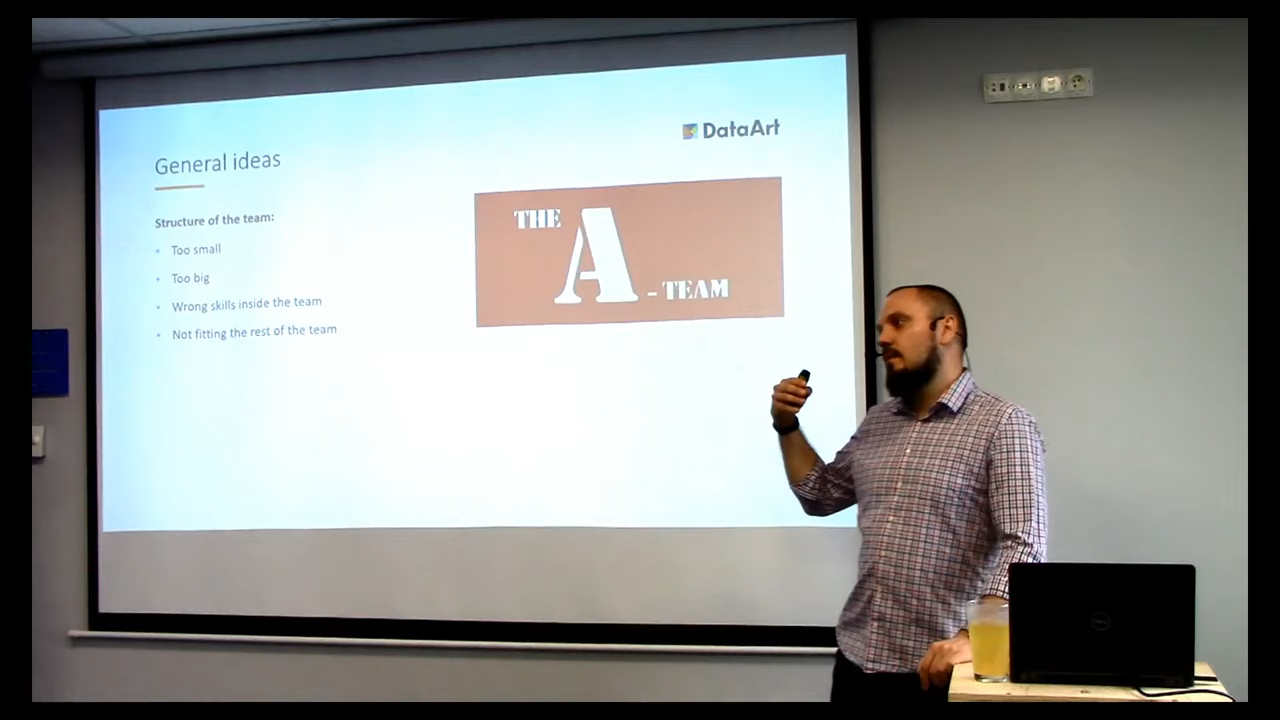 DataArt
General ideas
Structure of the team:
• Too small
• Too big
• Wrong skills inside the team
• Not fitting the rest of the team
THE
A
- TEAM
DELL